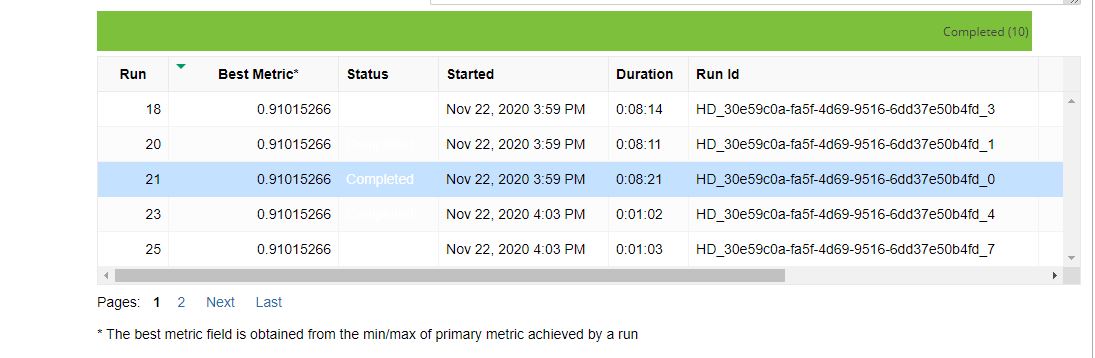 Completed (10)
Run Best Metric* Status Started Duration Run Id
18 0.91015266 Nov 22, 2020 3:59 PM 0:08:14 HD_30e59c0a-fa5f-4d69-9516-6dd37e50b4fd_3
20 0.91015266 Completed Nov 22, 2020 3:59 PM 0:08:11 HD_30e59c0a-fa5f-4d69-9516-6dd37e50b4fd_1
21 0.91015266 Completed Nov 22, 2020 3:59 PM 0:08:21 HD_30e59c0a-fa5f-4d69-9516-6dd37e50b4fd_0
23 0.91015266 Completed Nov 22, 2020 4:03 PM 0:01:02 HD_30e59c0a-fa5f-4d69-9516-6dd37e50b4fd_4
25 0.91015266 Nov 22, 2020 4:03 PM 0:01:03 HD_30e59c0a-fa5f-4d69-9516-6dd37e50b4fd_7
Pages: 1 2 Next Last
* The best metric field is obtained from the min/max of primary metric achieved by a run